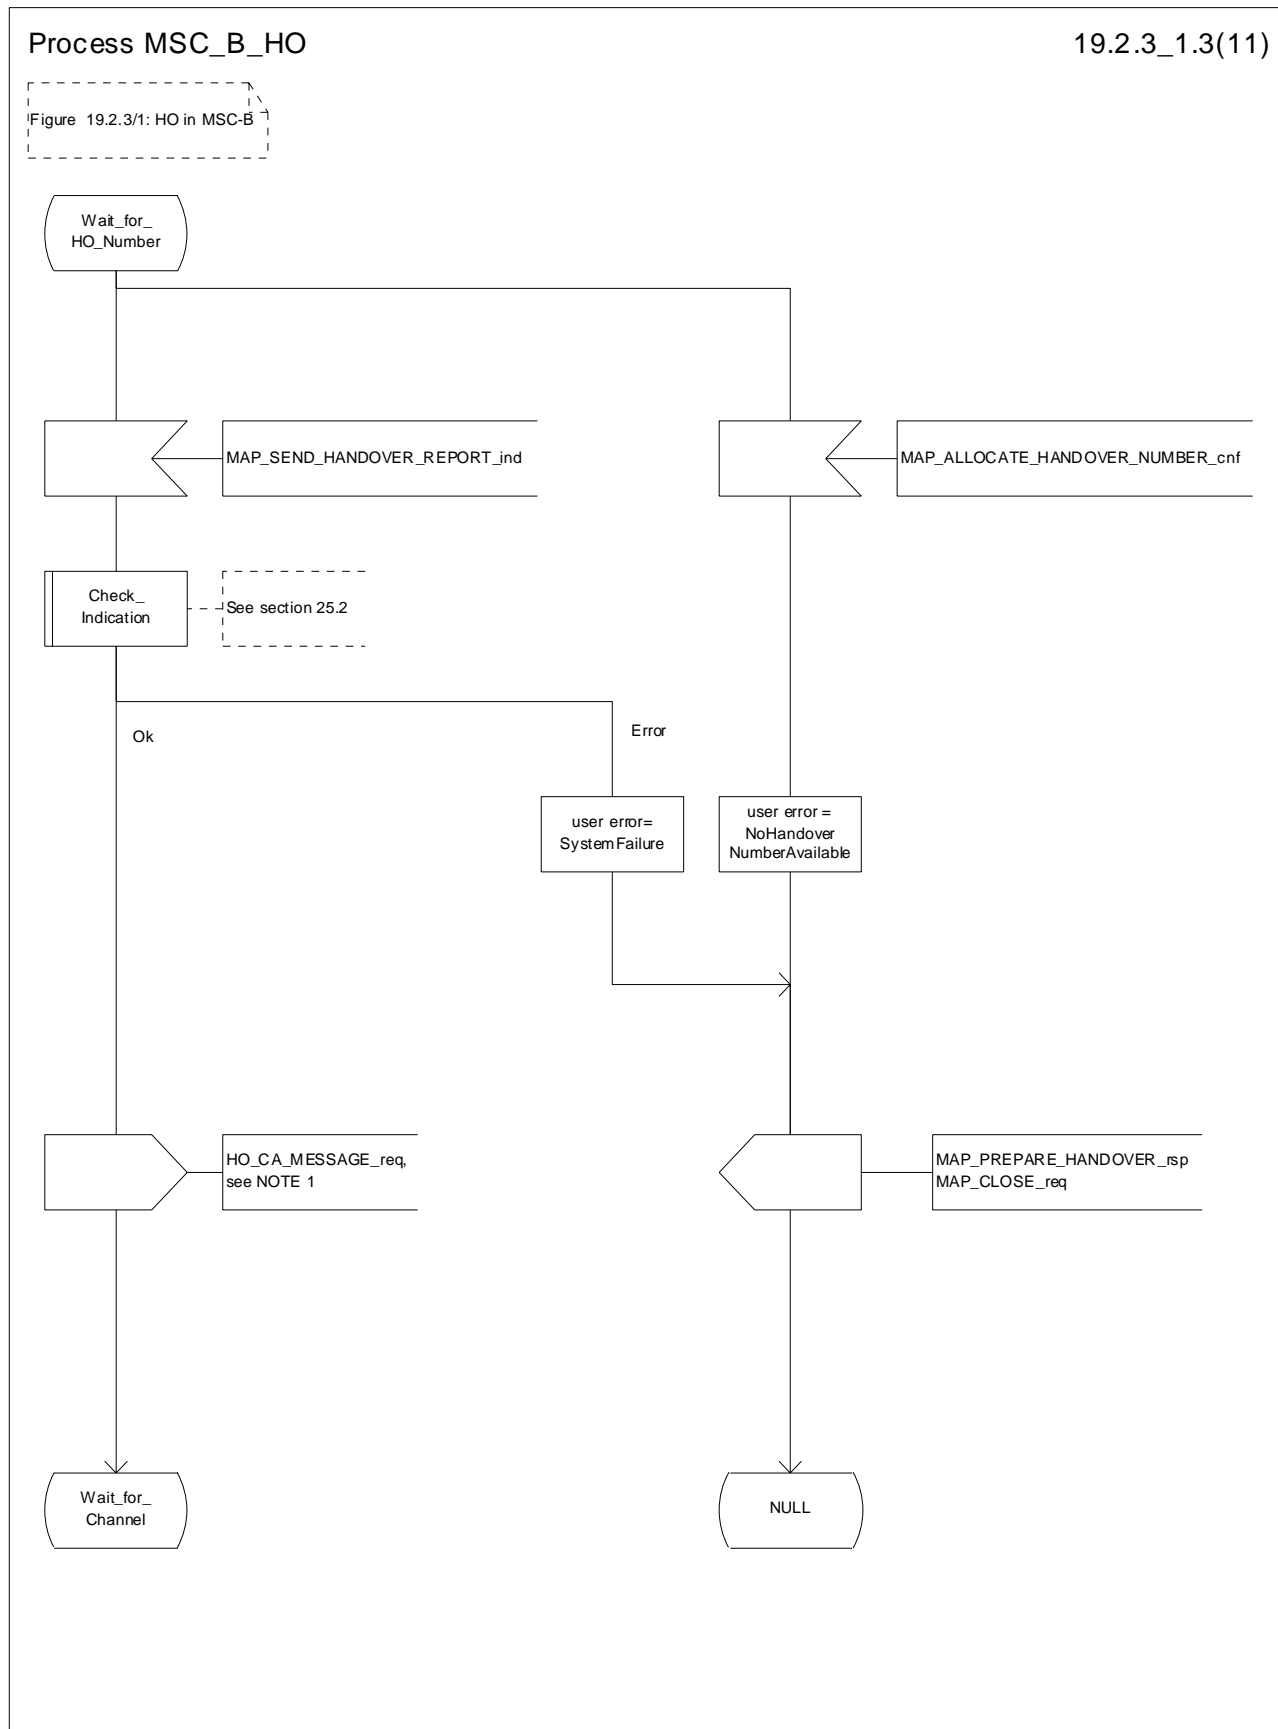 Process MSC_B_HO
19.2.3_1.3(11)
Figure 19.2.3/1: HO in MSC-B
Wait_for_
HO_Number
MAP_SEND_HANDOVER_REPORT_ind
MAP_ALLOCATE_HANDOVER_NUMBER_cnf
Check_
Indication
See section 25.2
Ok
Error
user error=
SystemFailure
user error =
NoHandover
NumberAvailable
HO_CA_MESSAGE_req,
see NOTE 1
MAP_PREPARE_HANDOVER_rsp
MAP_CLOSE_req
Wait_for_
Channel
NULL